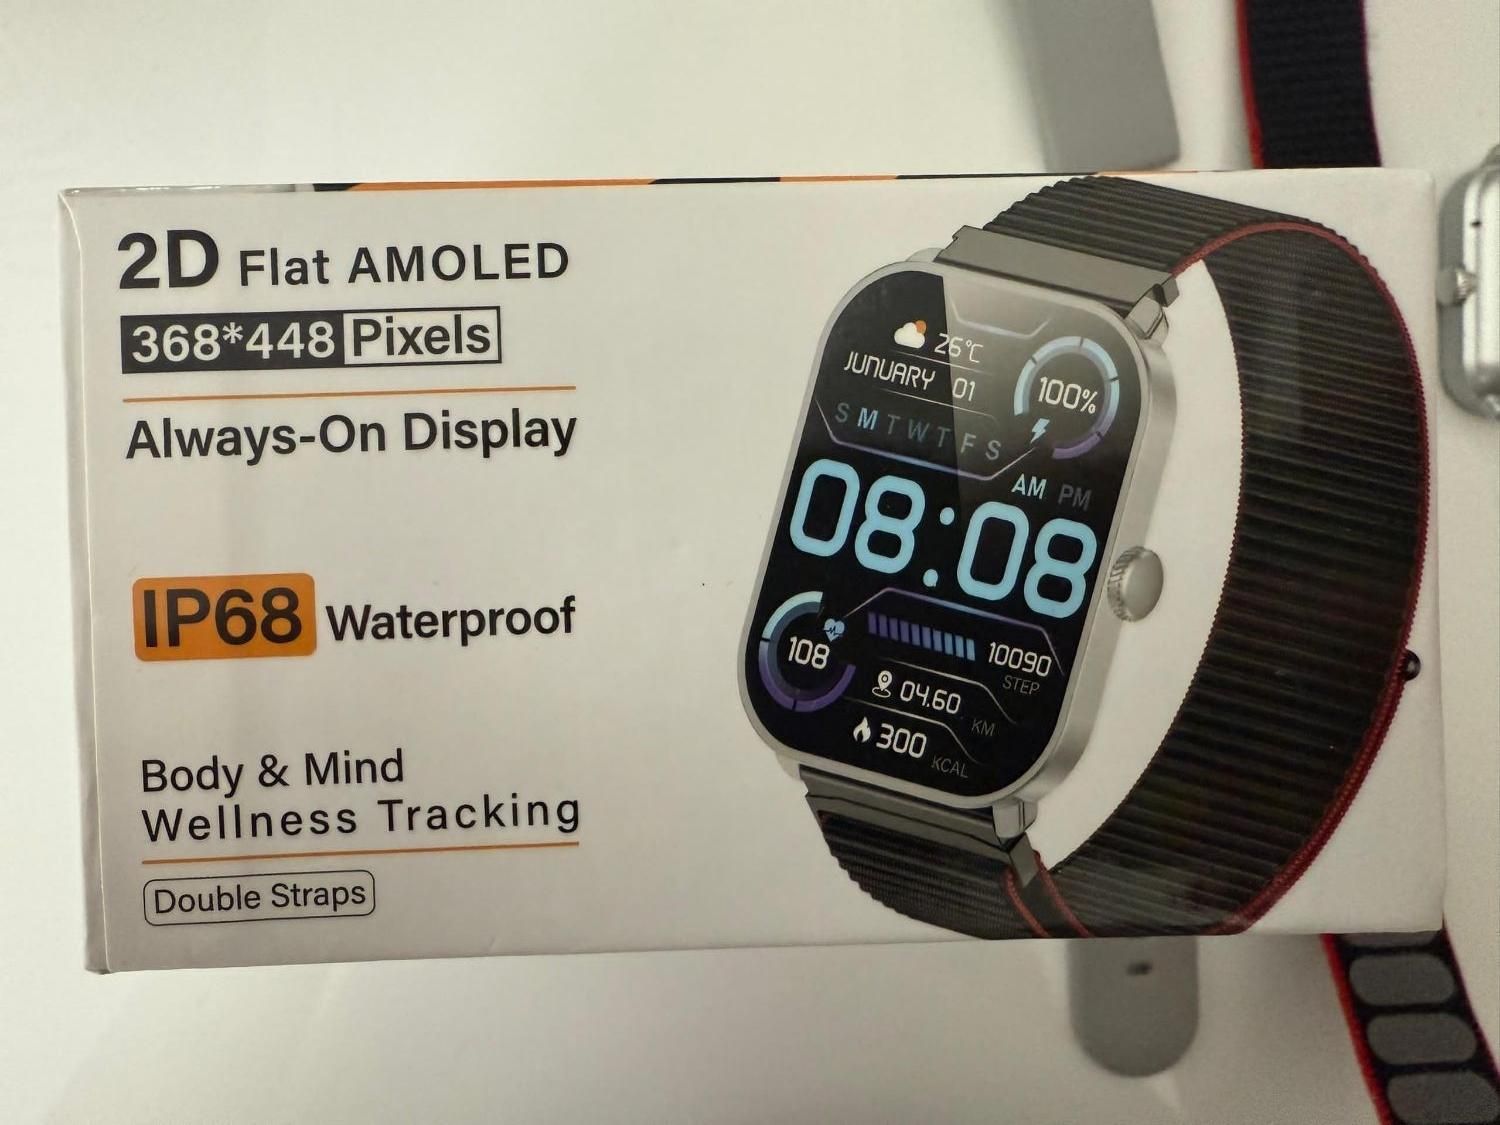 2D Flat AMOLED
368*448 Pixels
Always-On Display
IP68 Waterproof
Body & Mind
Wellness Tracking
Double Straps
26°C
JUNUARY 01
100%
S M T W T F S
AM PM
08:08
108
10090
STEP
04.60 KM
300 KCAL